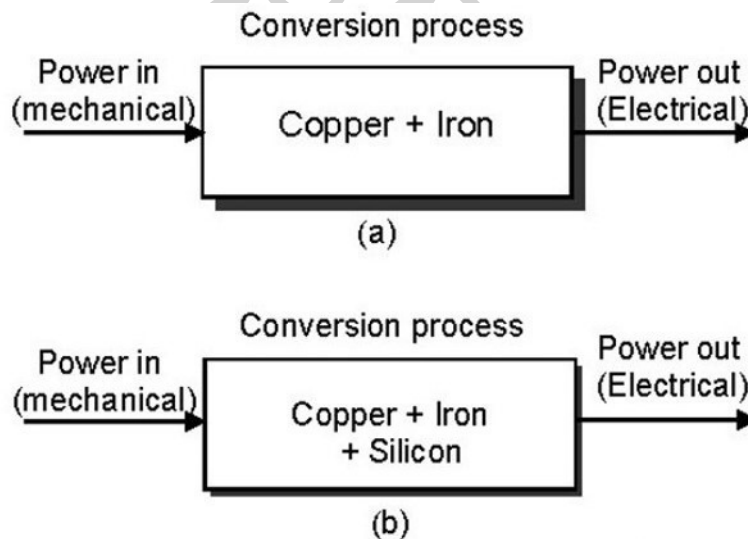 Conversion process
Power in
(mechanical)
Copper + Iron
Power out
(Electrical)
(a)
Conversion process
Power in
(mechanical)
Copper + Iron
+ Silicon
Power out
(Electrical)
(b)